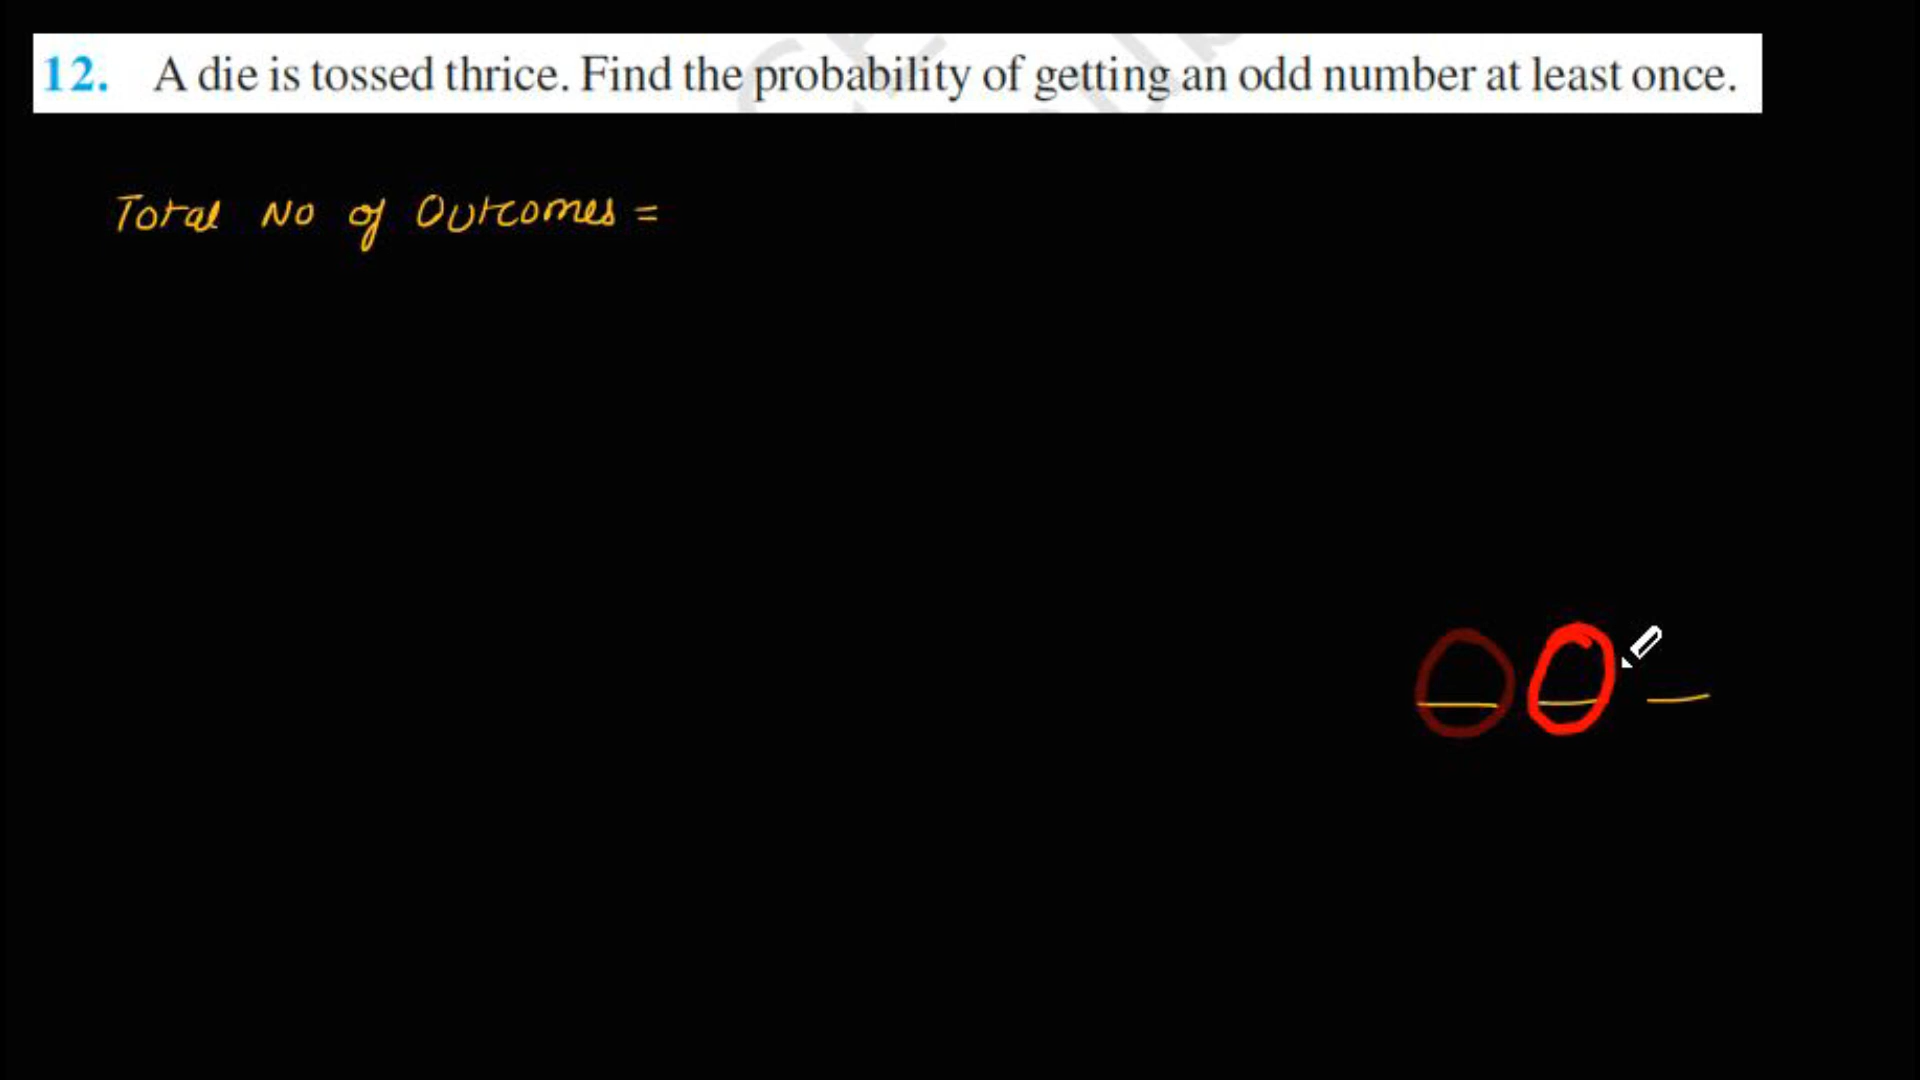 12. A die is tossed thrice. Find the probability of getting an odd number at least once.
Total No of Outcomes =